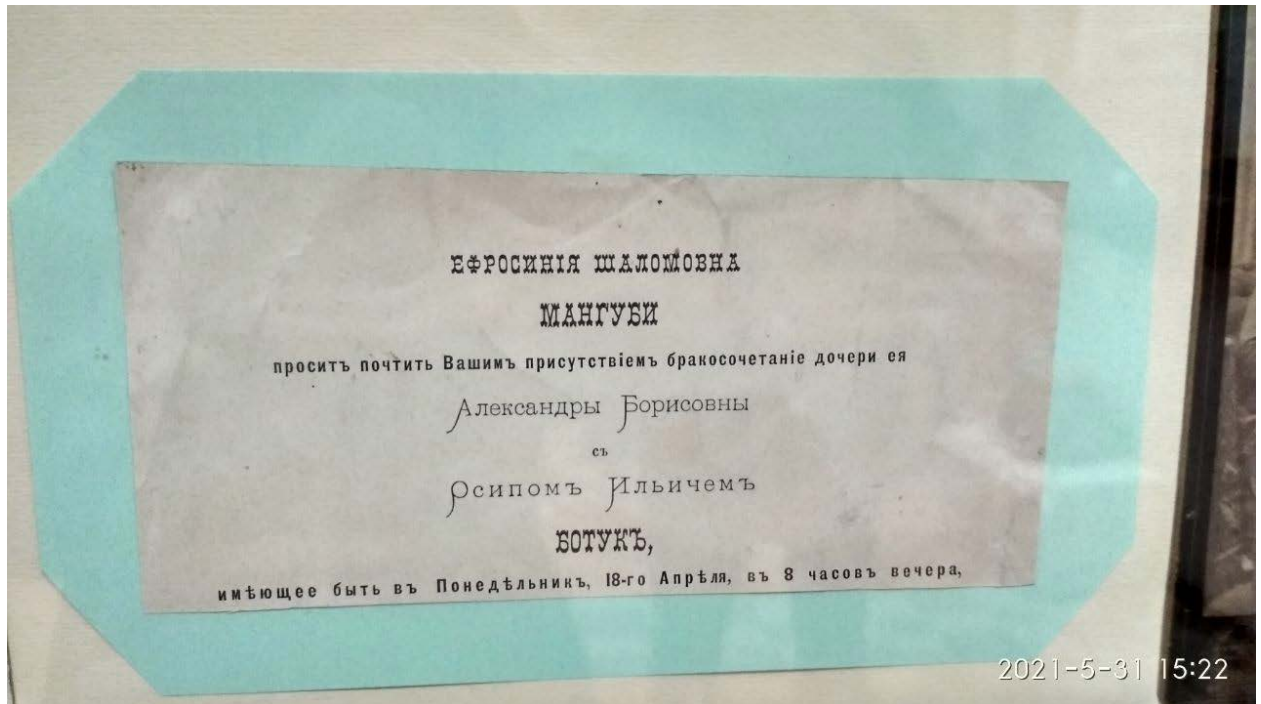 ЕФРОСИНІЯ ШАЛОМОВНА
МАНГУБИ
проситъ почтить Вашимъ присутствіемъ бракосочетаніе дочери ея
Александры Борисовны
съ
Осипомъ Ильичемъ
БОТУКЪ,
имѣющее быть въ Понедѣльникъ, 18-го Апрѣля, въ 8 часовъ вечера,
2021-5-31 15:22